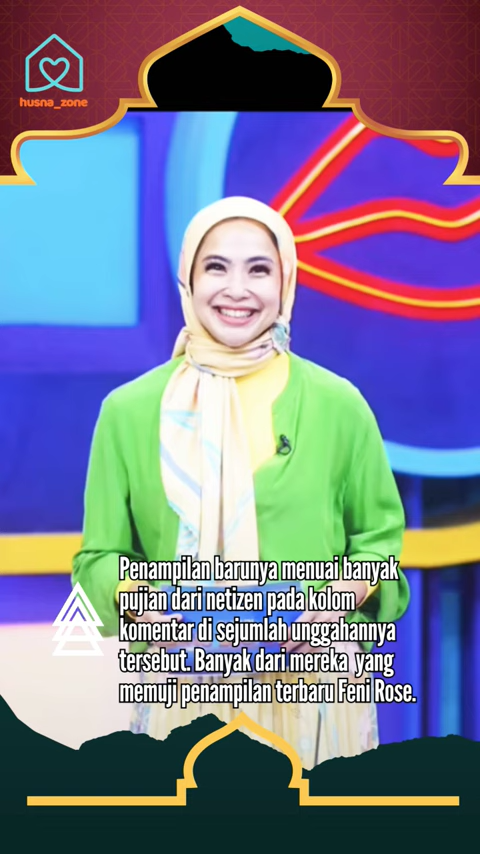 husna_zone
Penampilan barunya menuai banyak
pujian dari netizen pada kolom
komentar di sejumlah unggahannya
tersebut. Banyak dari mereka yang
memuji penampilan terbaru Feni Rose.